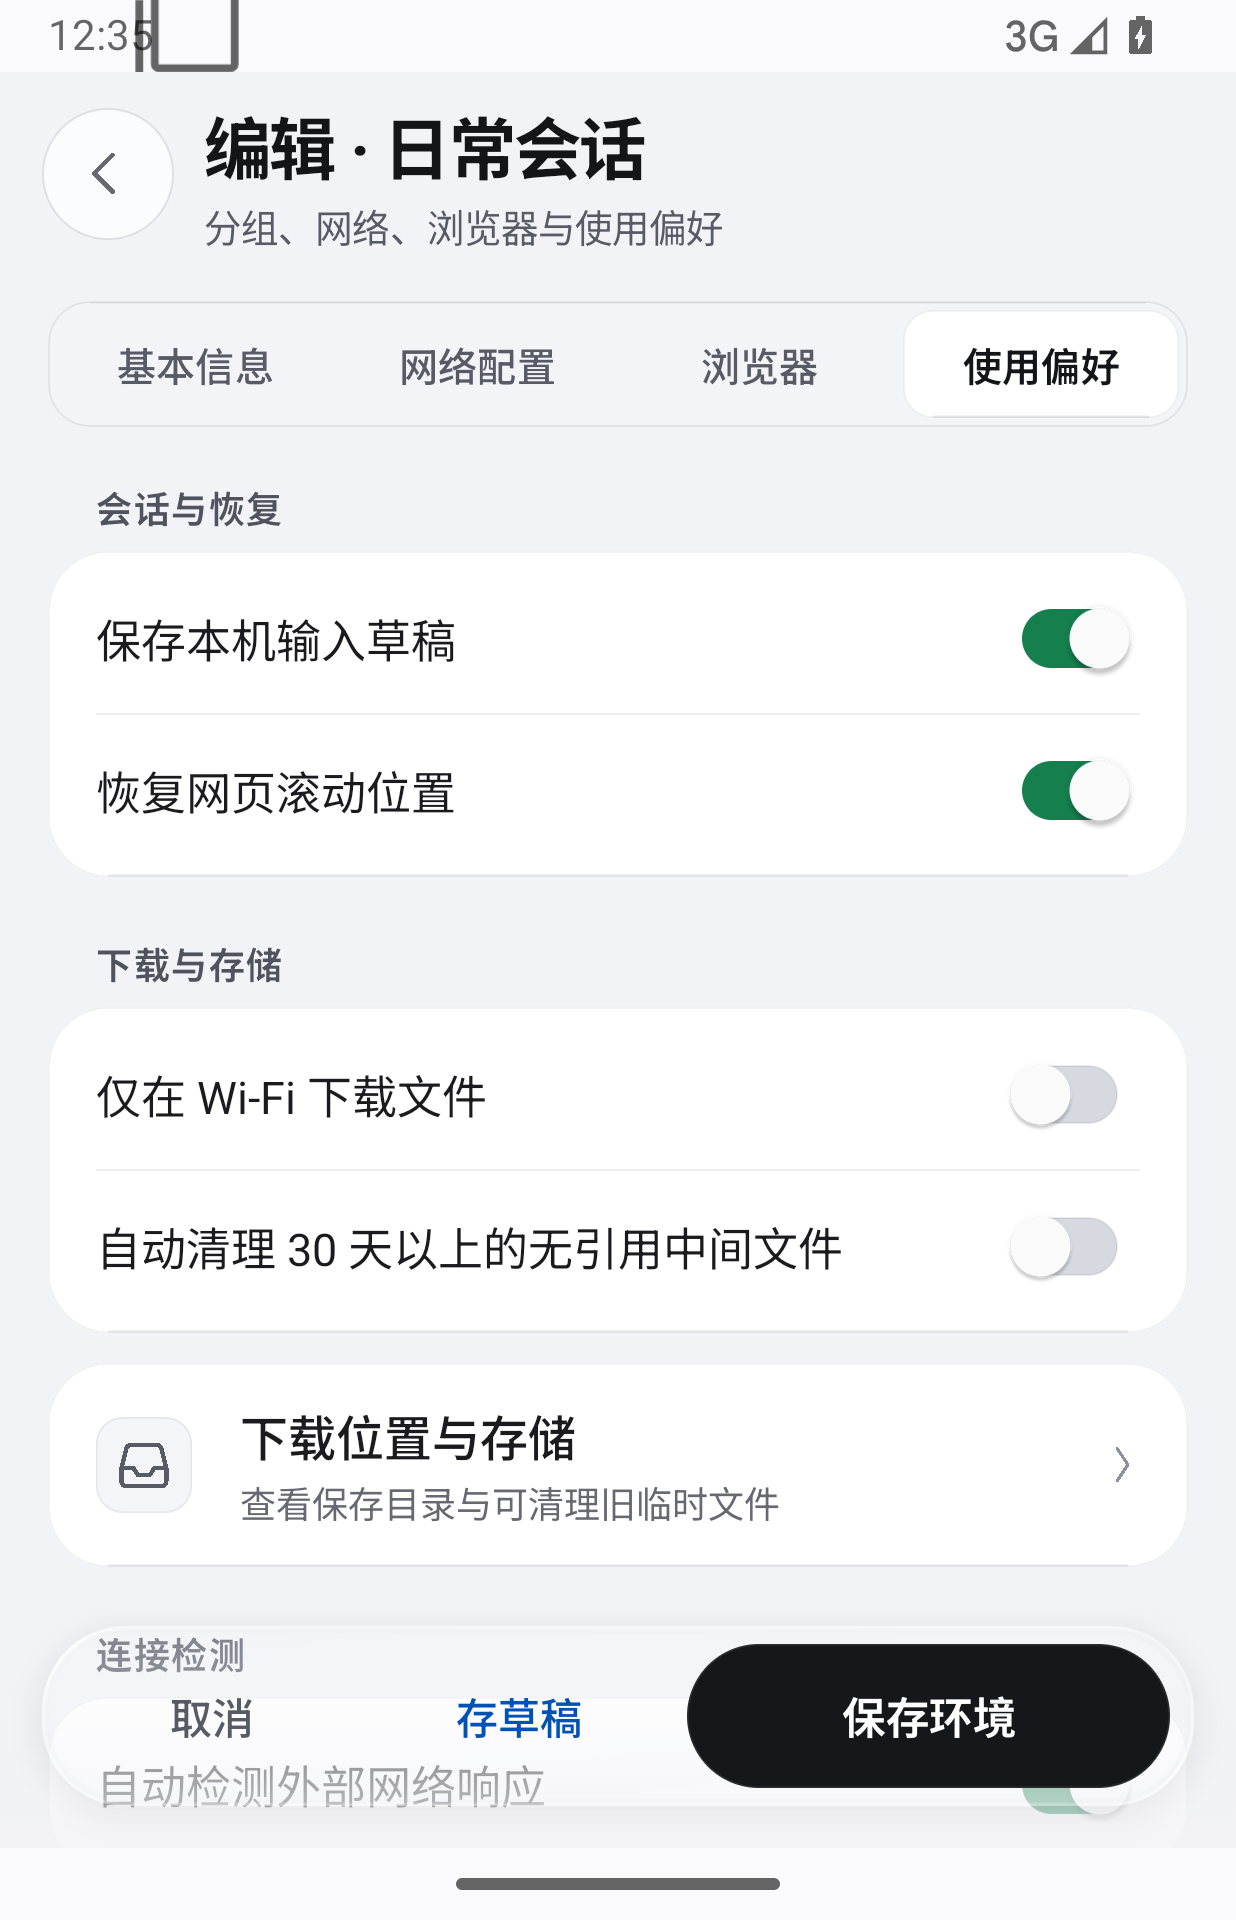 12:35
3G
编辑 · 日常会话
分组、网络、浏览器与使用偏好
基本信息
网络配置
浏览器
使用偏好
会话与恢复
保存本机输入草稿
恢复网页滚动位置
下载与存储
仅在 Wi-Fi 下载文件
自动清理 30 天以上的无引用中间文件
下载位置与存储
查看保存目录与可清理旧临时文件
连接检测
取消
存草稿
保存环境
自动检测外部网络响应